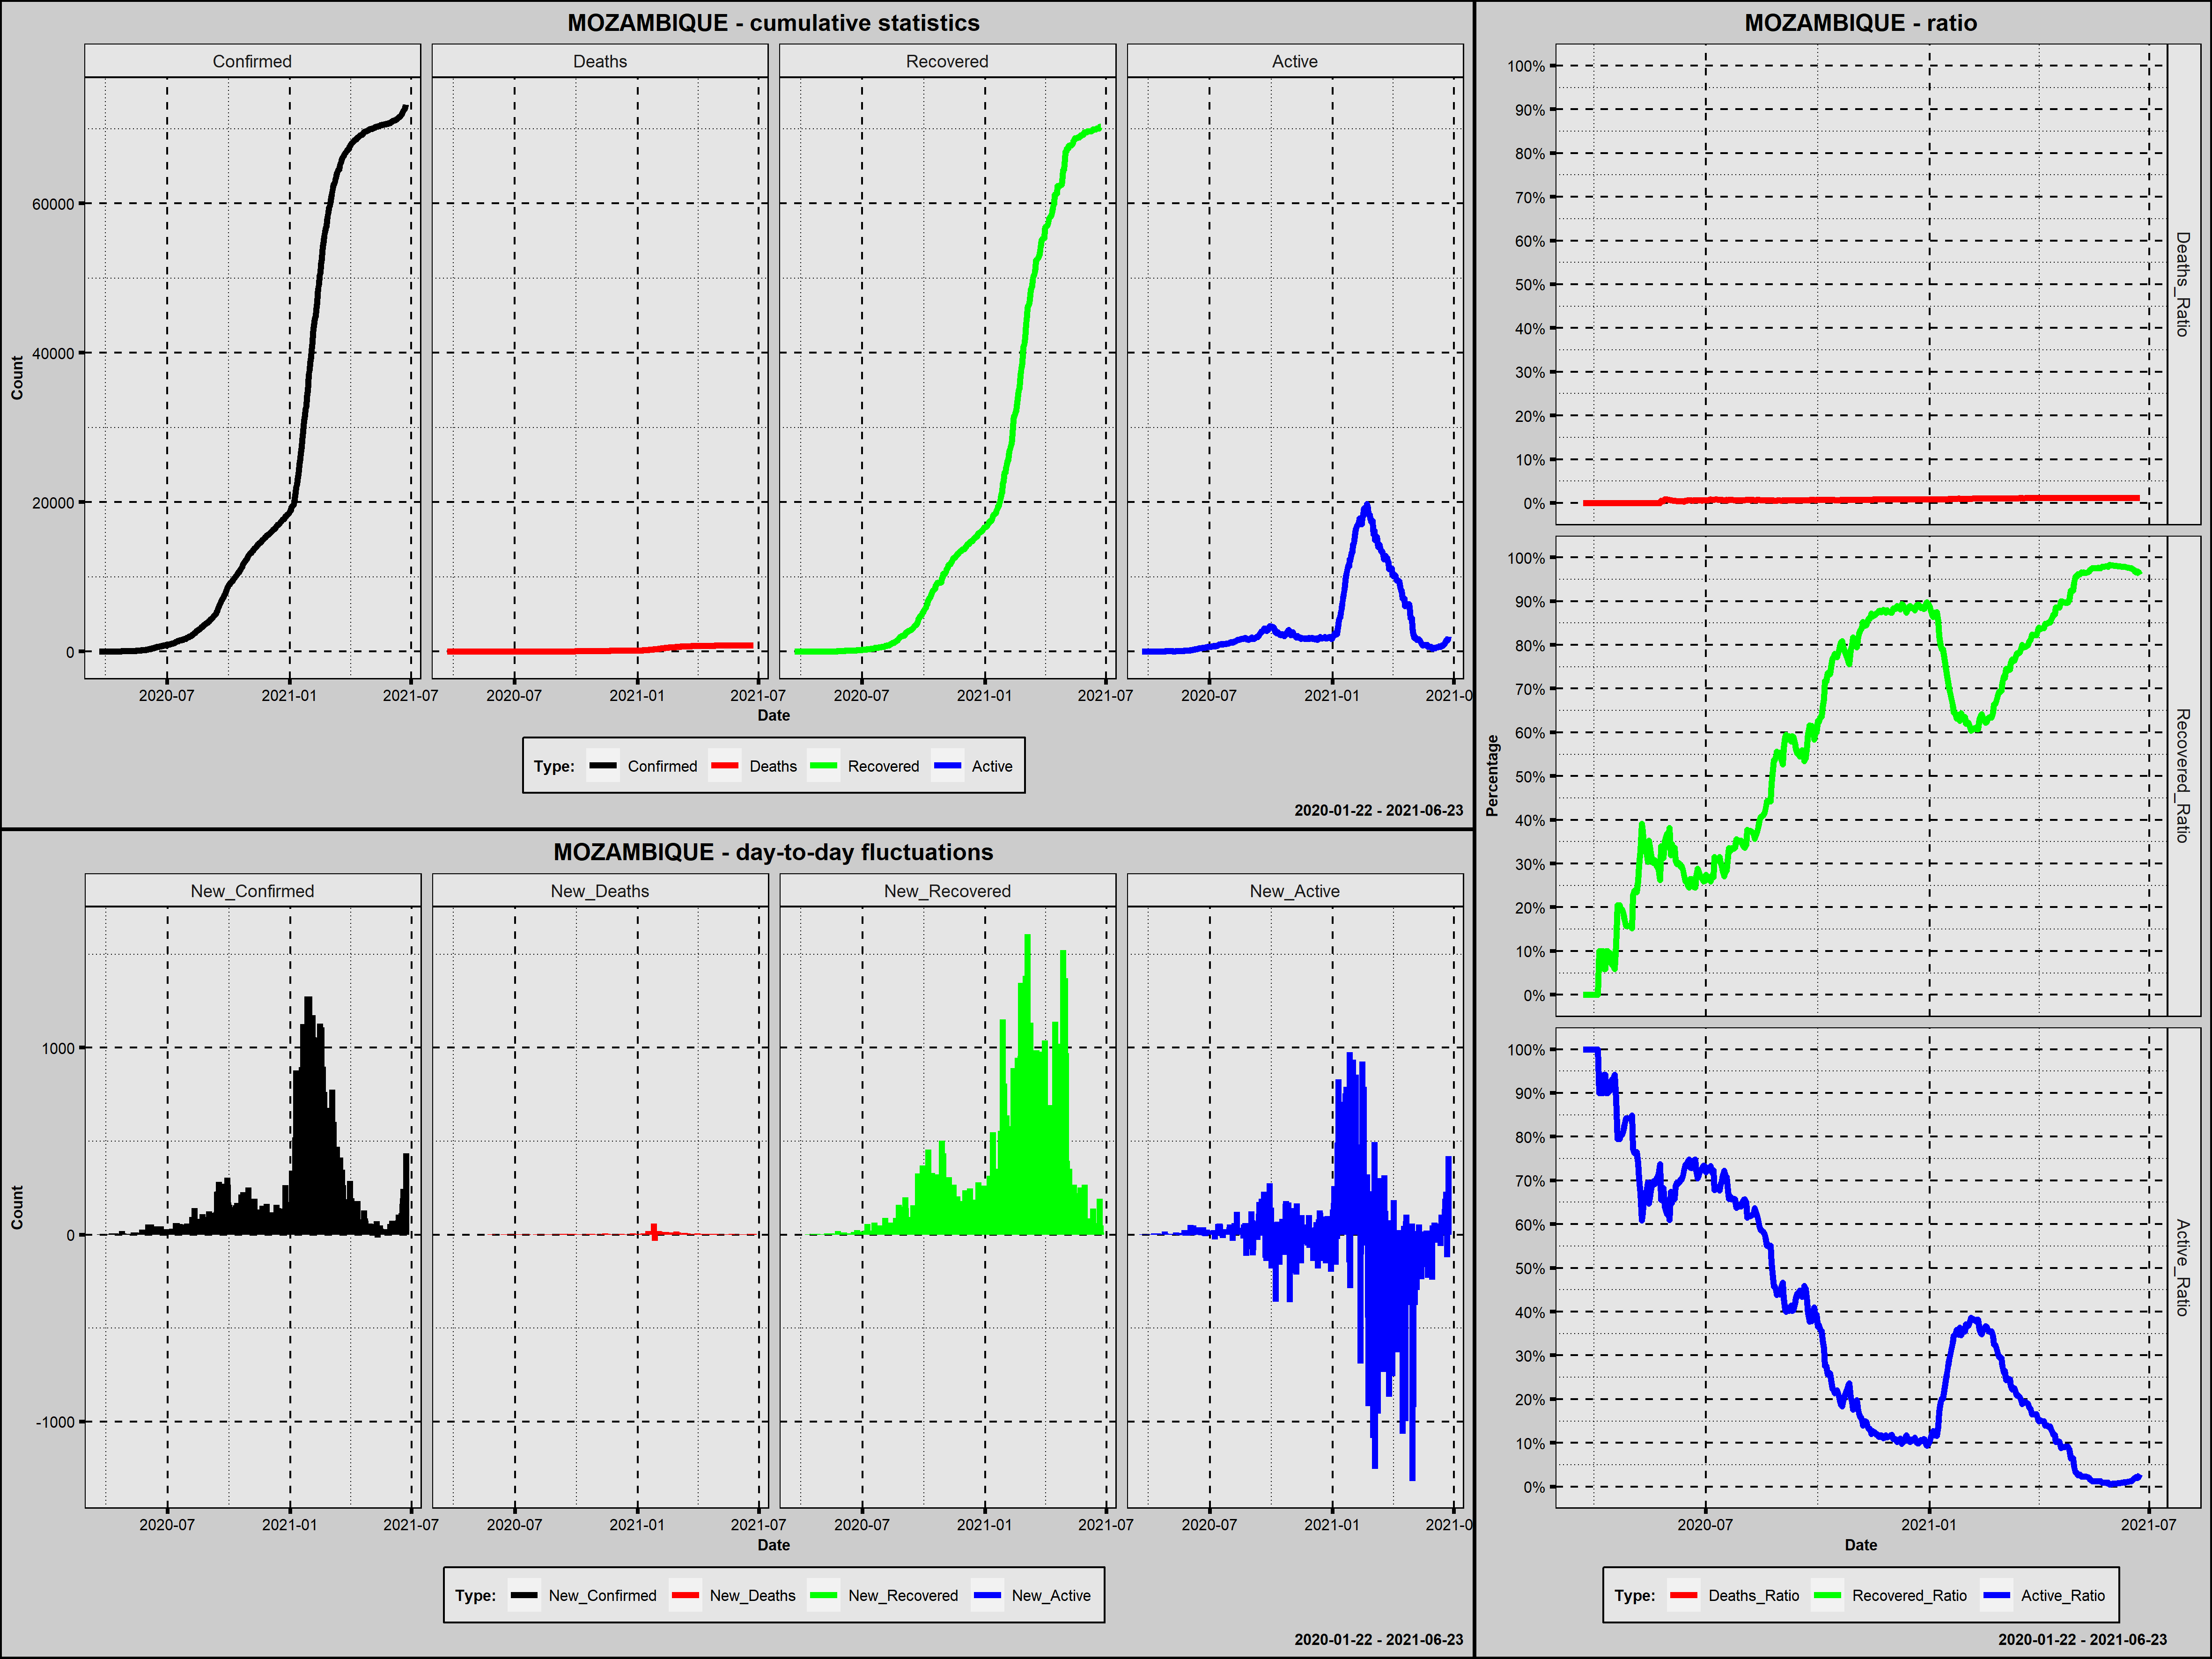 MOZAMBIQUE - cumulative statistics
Confirmed Deaths Recovered Active
60000
40000
20000
0
Count
2020-07 2021-01 2021-07 2020-07 2021-01 2021-07 2020-07 2021-01 2021-07 2020-07 2021-01 2021-0
Date
Type: Confirmed Deaths Recovered Active
2020-01-22 - 2021-06-23
MOZAMBIQUE - day-to-day fluctuations
New_Confirmed New_Deaths New_Recovered New_Active
1000
0
-1000
Count
2020-07 2021-01 2021-07 2020-07 2021-01 2021-07 2020-07 2021-01 2021-07 2020-07 2021-01 2021-0
Date
Type: New_Confirmed New_Deaths New_Recovered New_Active
2020-01-22 - 2021-06-23
MOZAMBIQUE - ratio
100%
90%
80%
70%
60%
50%
40%
30%
20%
10%
0%
Deaths_Ratio
100%
90%
80%
70%
60%
50%
40%
30%
20%
10%
0%
Recovered_Ratio
Percentage
100%
90%
80%
70%
60%
50%
40%
30%
20%
10%
0%
Active_Ratio
2020-07 2021-01 2021-07
Date
Type: Deaths_Ratio Recovered_Ratio Active_Ratio
2020-01-22 - 2021-06-23